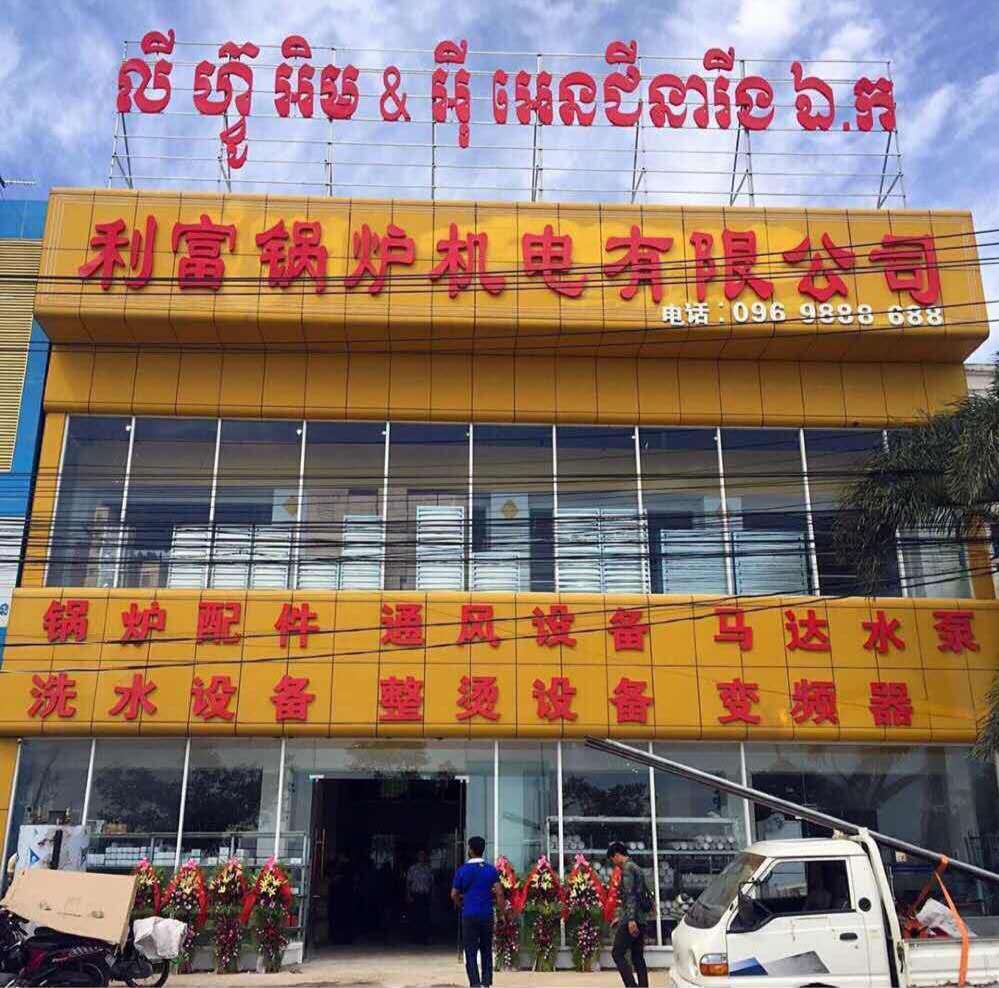 លី ហ្វ៊ូ អ៊ិម & អ៊ី អេនជីនារីង ឯ.ក
利富锅炉机电有限公司
电话：096 9888 688
锅炉配件 通风设备 马达水泵
洗水设备 整烫设备 变频器